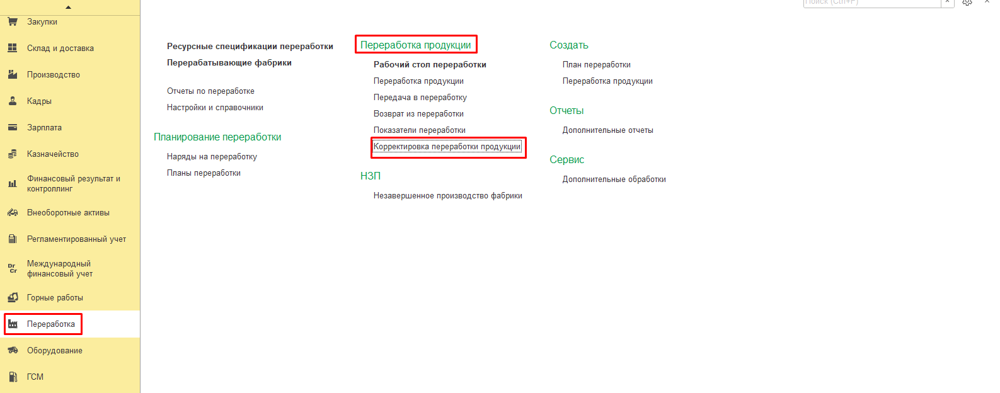 Поиск (Ctrl+F)
Закупки
Склад и доставка
Производство
Кадры
Зарплата
Казначейство
Финансовый результат и
контроллинг
Внеоборотные активы
Регламентированный учет
Dr
Cr
Международный
финансовый учет
Горные работы
Переработка
Оборудование
ГСМ
Ресурсные спецификации переработки
Перерабатывающие фабрики
Отчеты по переработке
Настройки и справочники
Планирование переработки
Наряды на переработку
Планы переработки
Переработка продукции
Рабочий стол переработки
Переработка продукции
Передача в переработку
Возврат из переработки
Показатели переработки
Корректировка переработки продукции
НЗП
Незавершенное производство фабрики
Создать
План переработки
Переработка продукции
Отчеты
Дополнительные отчеты
Сервис
Дополнительные обработки